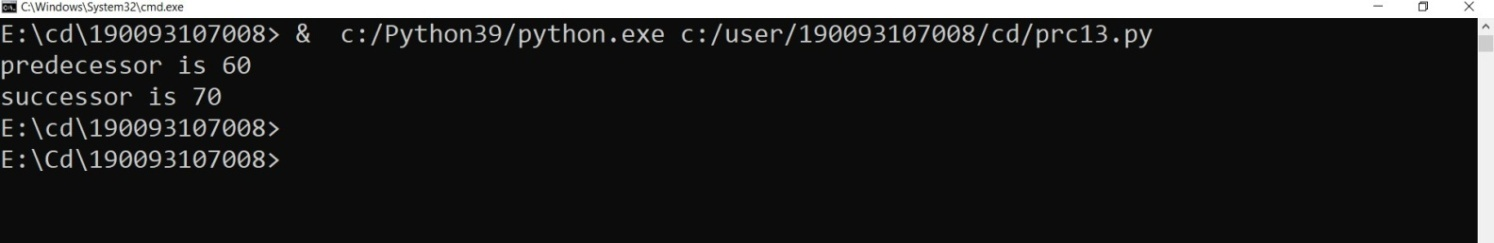 C:\Windows\System32\cmd.exe
E:\cd\190093107008> &  c:/Python39/python.exe c:/user/190093107008/cd/prc13.py
predecessor is 60
successor is 70
E:\cd\190093107008>
E:\Cd\190093107008>